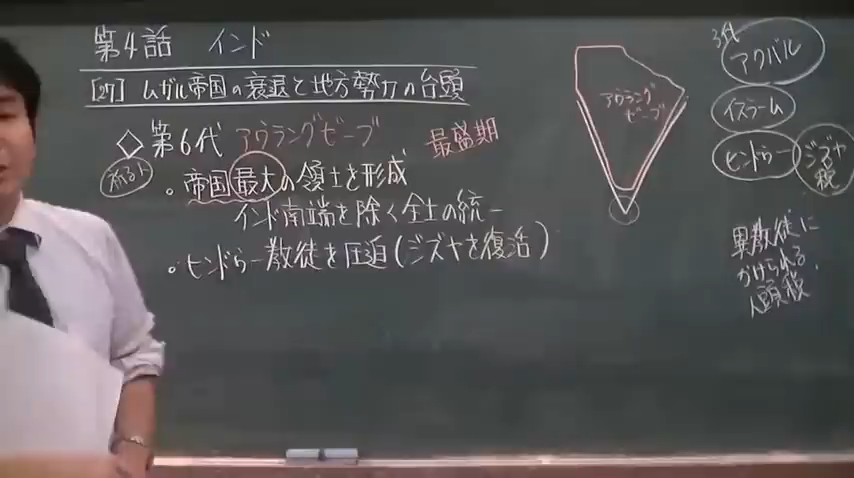 第4話 インド
[27] ムガル帝国の衰退と地方勢力の台頭
◇第6代 アウラングゼーブ 最盛期
。帝国最大の領土を形成
インド南端を除く全土の統一
。ヒンドゥー教徒を圧迫(ジズヤを復活)
アウラングゼーブ
3代
アクバル
イスラーム
ヒンドゥー
ジズヤ税
異教徒に
かけられる
人頭税.